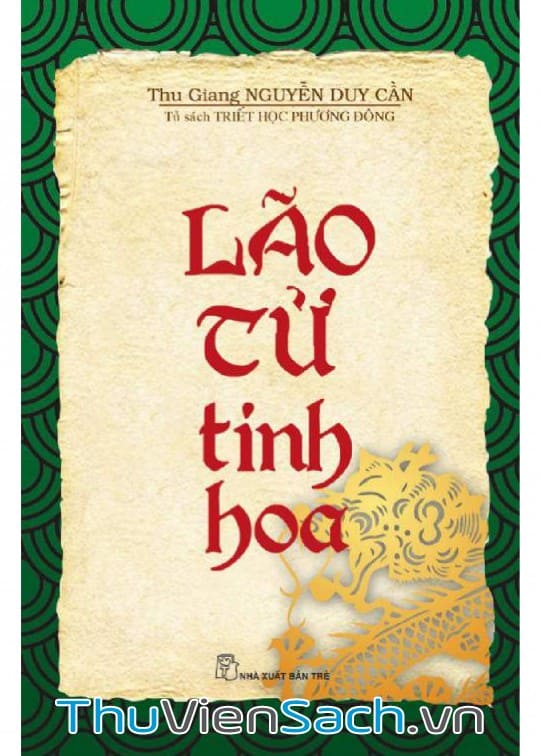 Thu Giang NGUYỄN DUY CẦN
Tủ sách TRIẾT HỌC PHƯƠNG ĐÔNG
LÃO
TỬ
tinh
hoa
NHÀ XUẤT BẢN TRẺ
ThuVienSach.vn